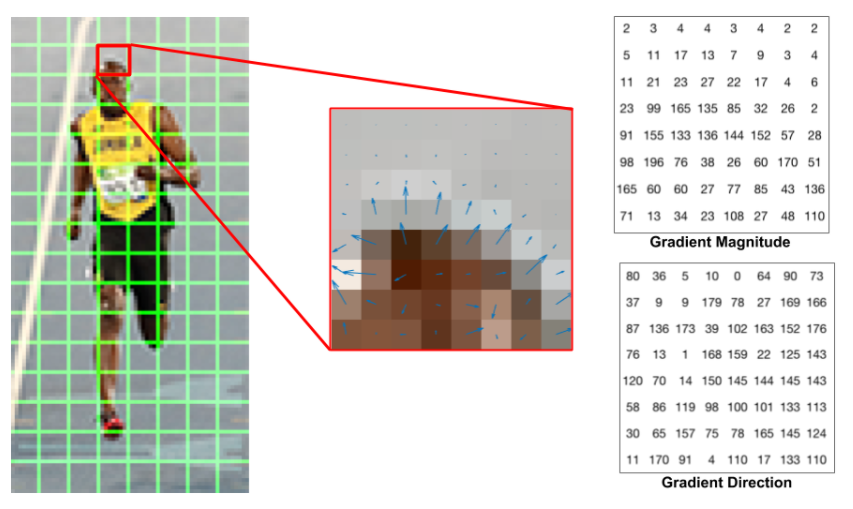 2 3 4 4 3 4 2 2
5 11 17 13 7 9 3 4
11 21 23 27 22 17 4 6
23 99 165 135 85 32 26 2
91 155 133 136 144 152 57 28
98 196 76 38 26 60 170 51
165 60 60 27 77 85 43 136
71 13 34 23 108 27 48 110
Gradient Magnitude
80 36 5 10 0 64 90 73
37 9 9 179 78 27 169 166
87 136 173 39 102 163 152 176
76 13 1 168 159 22 125 143
120 70 14 150 145 144 145 143
58 86 119 98 100 101 133 113
30 65 157 75 78 165 145 124
11 170 91 4 110 17 133 110
Gradient Direction